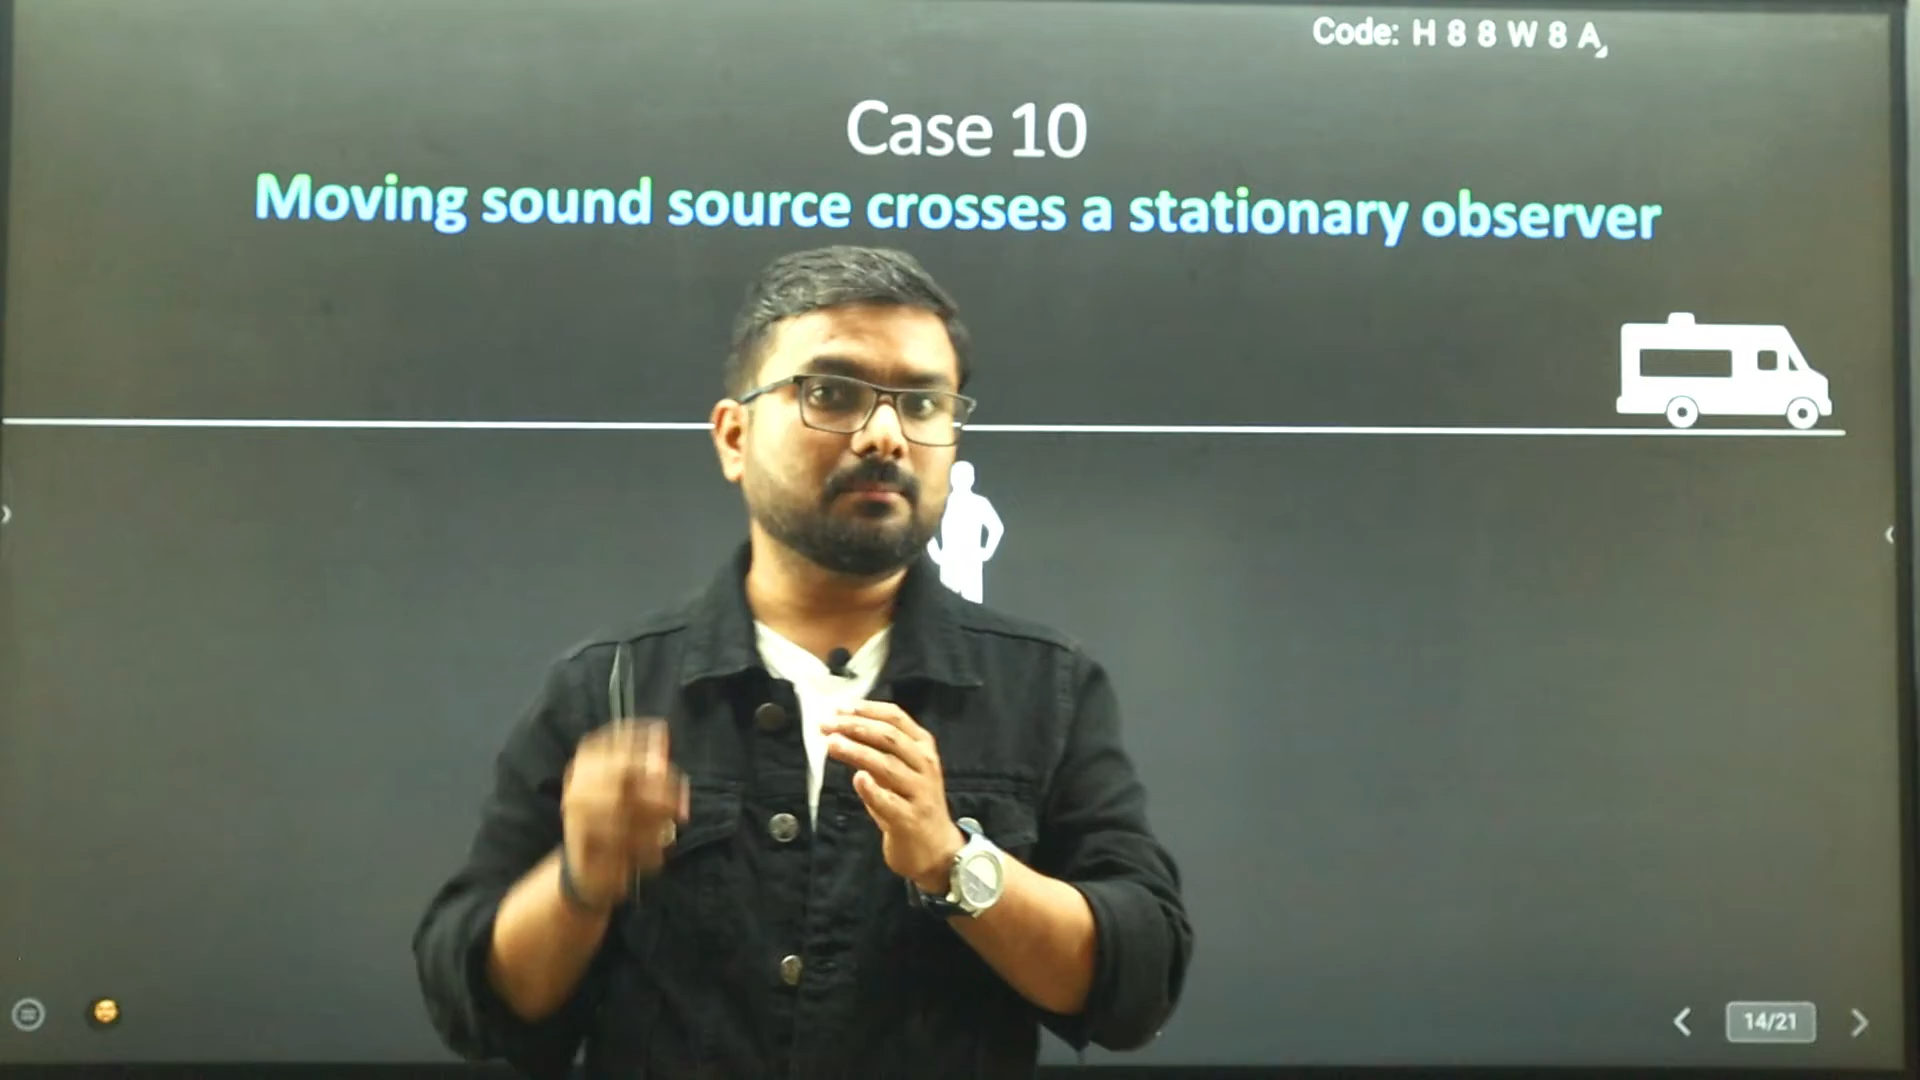 Code: H 8 8 W 8 A
Case 10
Moving sound source crosses a stationary observer
14/21